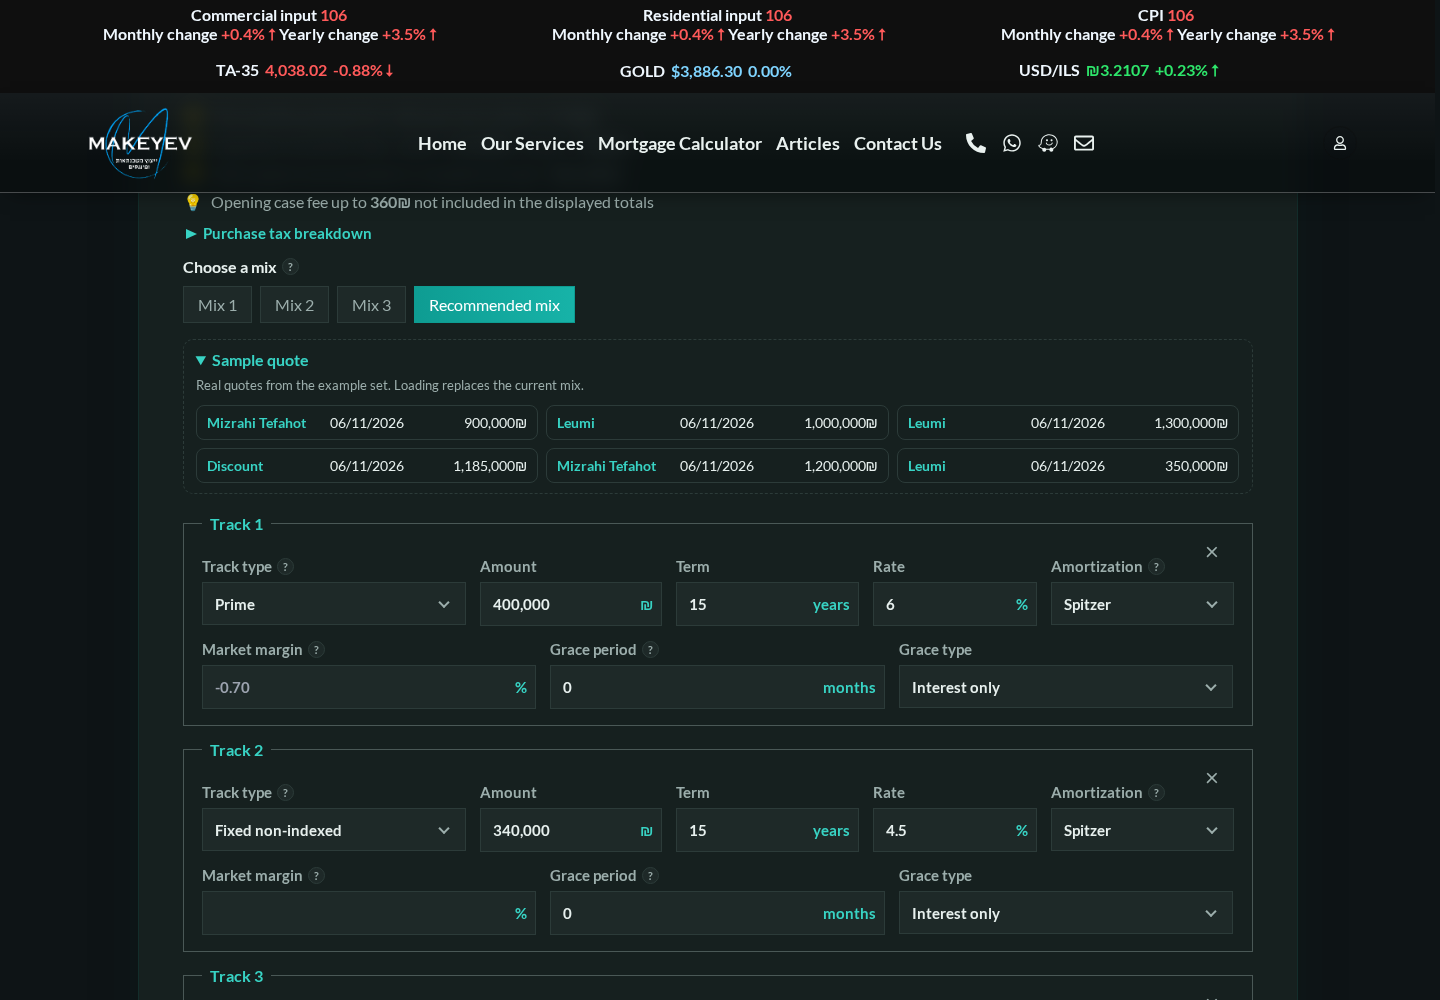 Commercial input 106
Monthly change +0.4% ↑ Yearly change +3.5% ↑
Residential input 106
Monthly change +0.4% ↑ Yearly change +3.5% ↑
CPI 106
Monthly change +0.4% ↑ Yearly change +3.5% ↑
TA-35 4,038.02 -0.88% ↓
GOLD $3,886.30 0.00%
USD/ILS ₪3.2107 +0.23% ↑
MAKEYEV
ייעוץ משכנתאות
ופיננסים
Home Our Services Mortgage Calculator Articles Contact Us
💡 Opening case fee up to 360₪ not included in the displayed totals
▶ Purchase tax breakdown
Choose a mix ?
Mix 1 Mix 2 Mix 3 Recommended mix
▼ Sample quote
Real quotes from the example set. Loading replaces the current mix.
Mizrahi Tefahot 06/11/2026 900,000₪
Leumi 06/11/2026 1,000,000₪
Leumi 06/11/2026 1,300,000₪
Discount 06/11/2026 1,185,000₪
Mizrahi Tefahot 06/11/2026 1,200,000₪
Leumi 06/11/2026 350,000₪
Track 1
×
Track type ? Amount Term Rate Amortization ?
Prime 400,000 ₪ 15 years 6 % Spitzer
Market margin ? Grace period ? Grace type
-0.70 % 0 months Interest only
Track 2
×
Track type ? Amount Term Rate Amortization ?
Fixed non-indexed 340,000 ₪ 15 years 4.5 % Spitzer
Market margin ? Grace period ? Grace type
% 0 months Interest only
Track 3